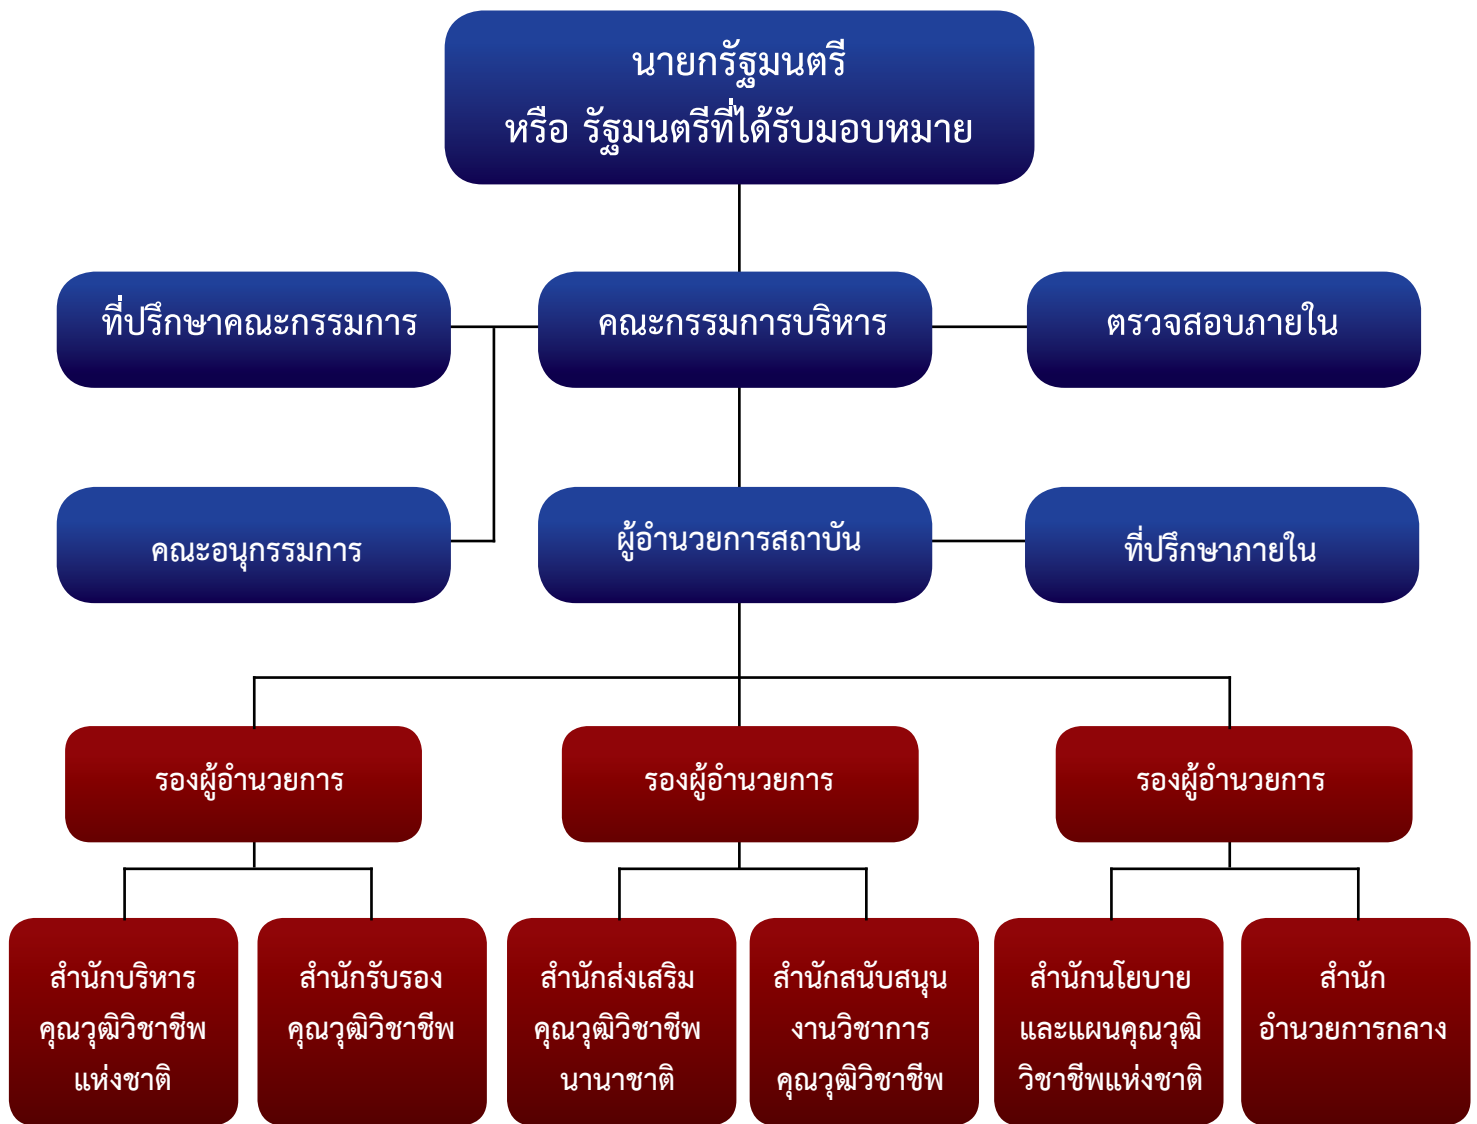 นายกรัฐมนตรี
หรือ รัฐมนตรีที่ได้รับมอบหมาย
ที่ปรึกษาคณะกรรมการ
คณะกรรมการบริหาร
ตรวจสอบภายใน
คณะอนุกรรมการ
ผู้อำนวยการสถาบัน
ที่ปรึกษาภายใน
รองผู้อำนวยการ
รองผู้อำนวยการ
รองผู้อำนวยการ
สำนักบริหาร
คุณวุฒิวิชาชีพ
แห่งชาติ
สำนักรับรอง
คุณวุฒิวิชาชีพ
สำนักส่งเสริม
คุณวุฒิวิชาชีพ
นานาชาติ
สำนักสนับสนุน
งานวิชาการ
คุณวุฒิวิชาชีพ
สำนักนโยบาย
และแผนคุณวุฒิ
วิชาชีพแห่งชาติ
สำนัก
อำนวยการกลาง